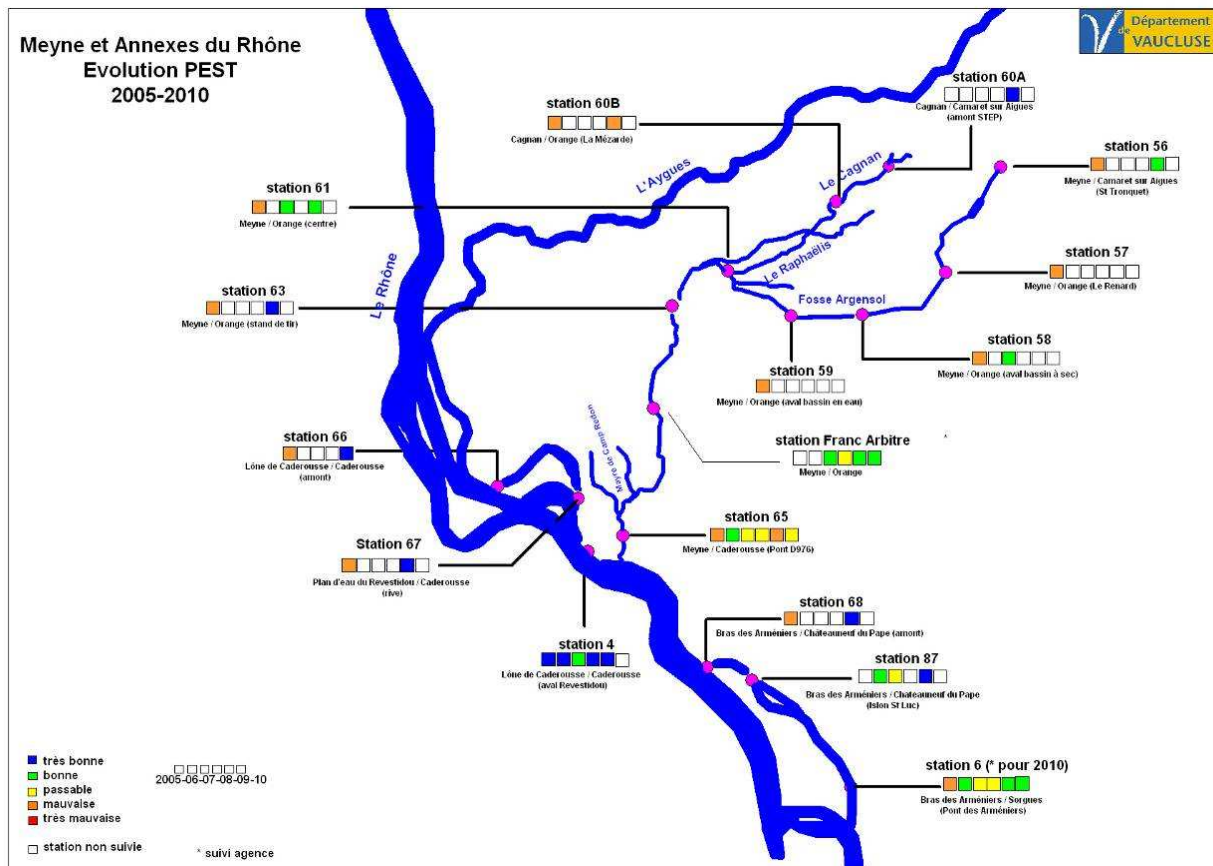 Meyne et Annexes du Rhône
Evolution PEST
2005-2010
Département
de VAUCLUSE
station 60A
Cagnan / Camaret sur Aigues
(amont STEP)
station 60B
Cagnan / Orange (La Mézarde)
station 56
Meyne / Camaret sur Aigues
(St Tronquet)
L'Aygues
Le Cagnan
station 61
Meyne / Orange (centre)
Le Raphaëlis
station 57
Meyne / Orange (Le Renard)
Le Rhône
station 63
Meyne / Orange (stand de tir)
Fosse Argensol
station 58
Meyne / Orange (aval bassin à sec)
station 59
Meyne / Orange (aval bassin en eau)
station 66
Lône de Caderousse / Caderousse
(amont)
Mayre de Camp Redon
station Franc Arbitre
*
Meyne / Orange
station 65
Meyne / Caderousse (Pont D976)
Station 67
Plan d'eau du Revestidou / Caderousse
(rive)
station 68
Bras des Arméniers / Châteauneuf du Pape (amont)
station 4
Lône de Caderousse / Caderousse
(aval Revestidou)
station 87
Bras des Arméniers / Chateauneuf du Pape
(Islon St Luc)
station 6 (* pour 2010)
Bras des Arméniers / Sorgues
(Pont des Arméniers)
très bonne
bonne
passable
mauvaise
très mauvaise
station non suivie
2005-06-07-08-09-10
* suivi agence